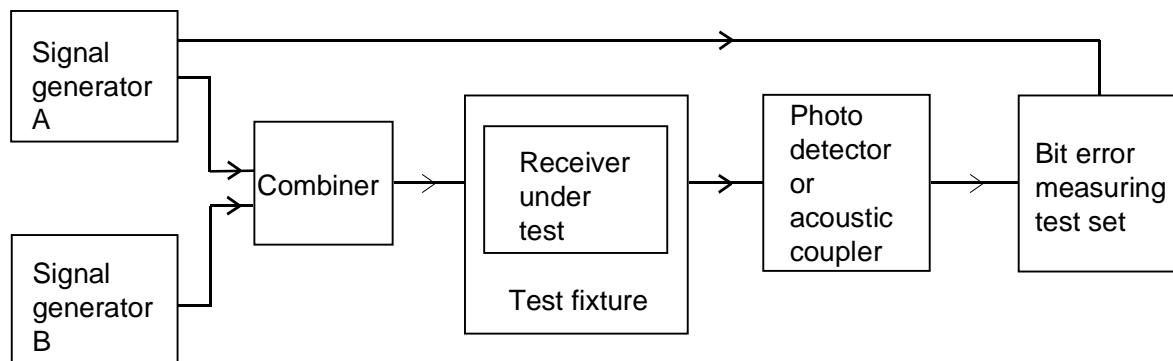 Signal
generator
A
Combiner
Signal
generator
B
Receiver
under
test
Test fixture
Photo
detector
or
acoustic
coupler
Bit error
measuring
test set